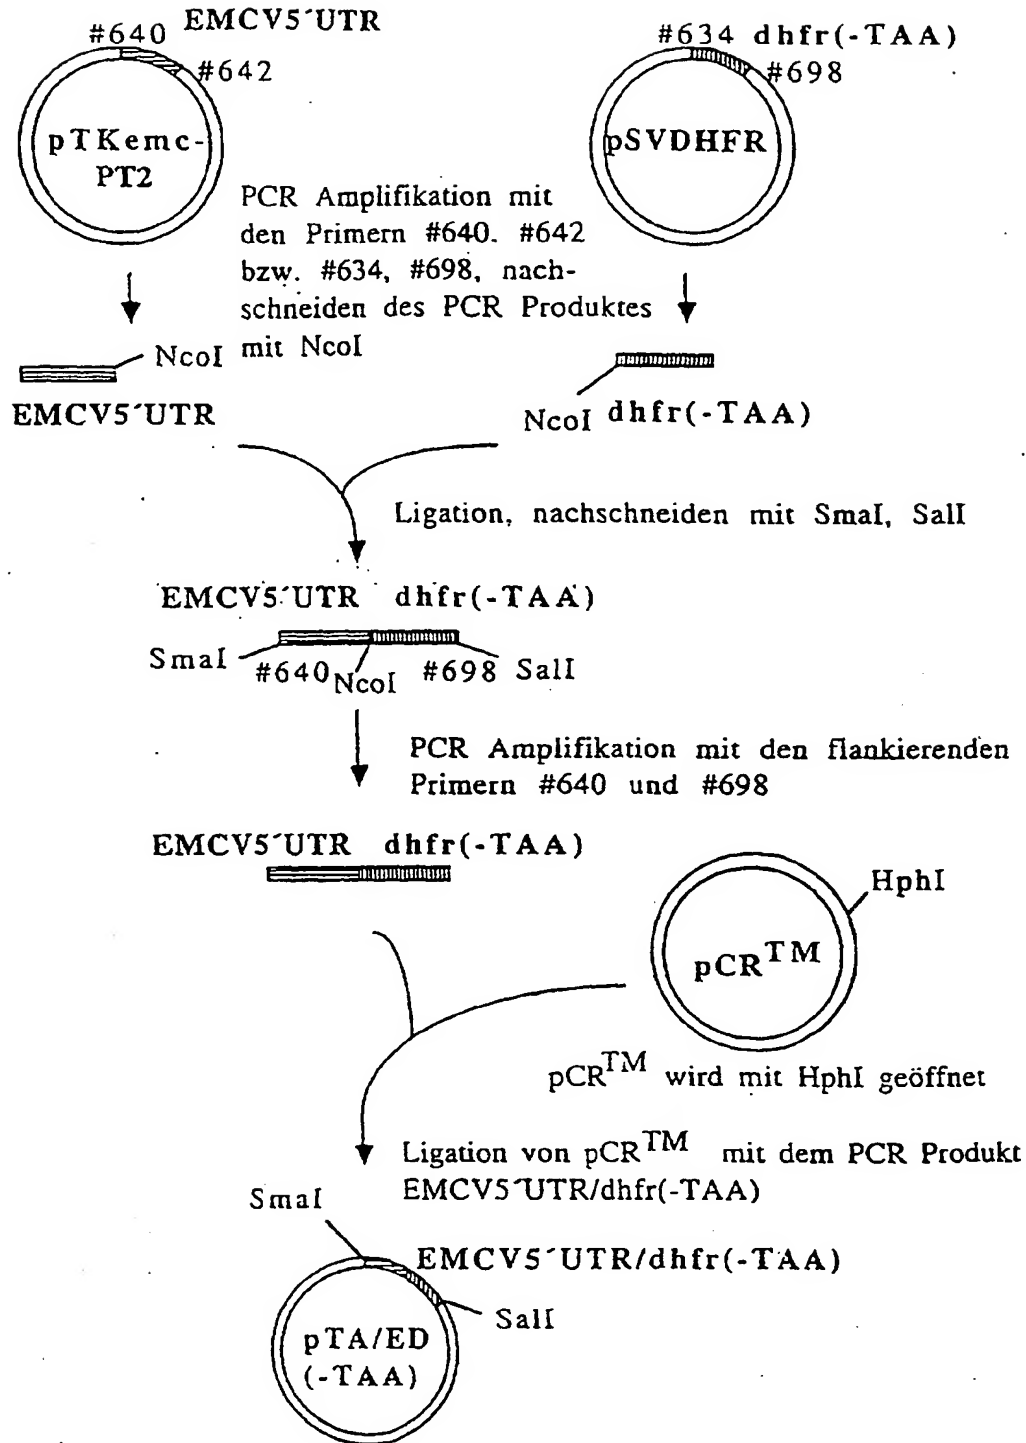 #640 EMCV5´UTR
#642
pTKemc-
PT2
#634 dhfr(-TAA)
#698
pSVDHFR
PCR Amplifikation mit
den Primern #640. #642
bzw. #634, #698, nach-
schneiden des PCR Produktes
mit NcoI
NcoI
EMCV5´UTR
NcoI
dhfr(-TAA)
Ligation, nachschneiden mit SmaI, SalI
EMCV5´UTR dhfr(-TAA)
SmaI
#640
NcoI
#698
SalI
PCR Amplifikation mit den flankierenden
Primern #640 und #698
EMCV5´UTR dhfr(-TAA)
HphI
pCR™
pCR™ wird mit HphI geöffnet
Ligation von pCR™ mit dem PCR Produkt
EMCV5´UTR/dhfr(-TAA)
SmaI
EMCV5´UTR/dhfr(-TAA)
SalI
pTA/ED
(-TAA)